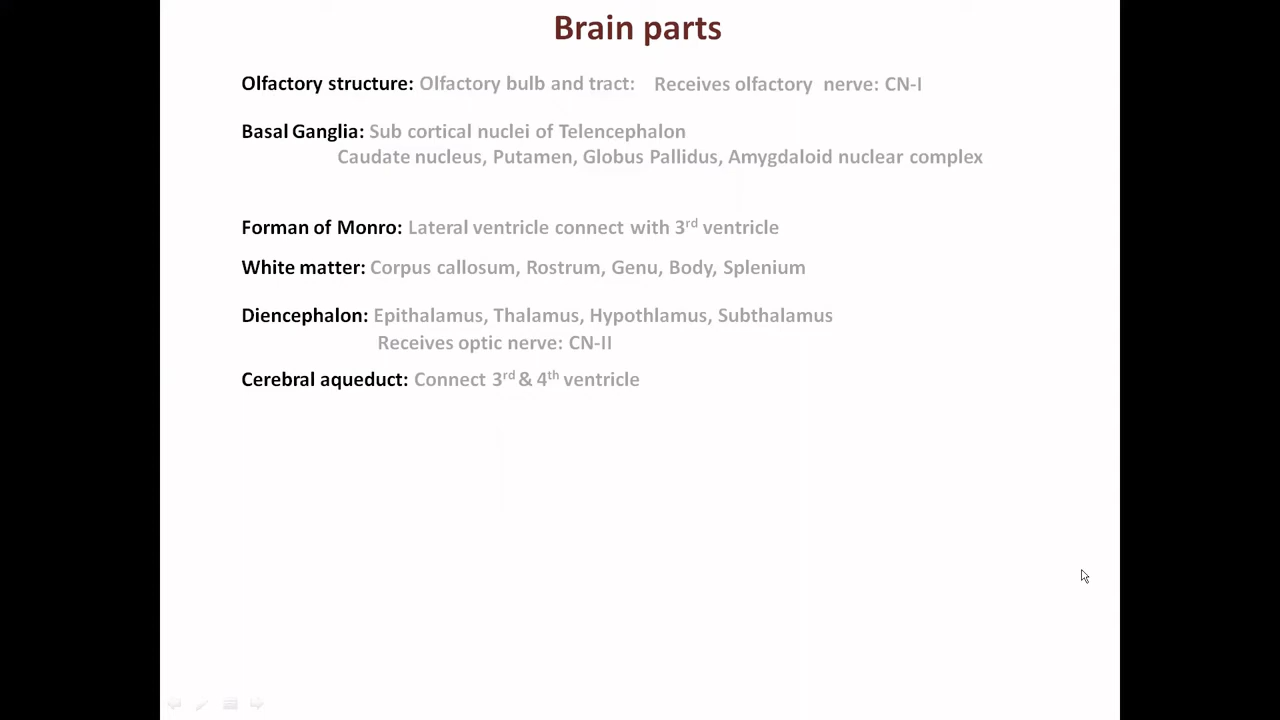 Brain parts
Olfactory structure: Olfactory bulb and tract: Receives olfactory nerve: CN-I
Basal Ganglia: Sub cortical nuclei of Telencephalon
Caudate nucleus, Putamen, Globus Pallidus, Amygdaloid nuclear complex
Forman of Monro: Lateral ventricle connect with 3rd ventricle
White matter: Corpus callosum, Rostrum, Genu, Body, Splenium
Diencephalon: Epithalamus, Thalamus, Hypothlamus, Subthalamus
Receives optic nerve: CN-II
Cerebral aqueduct: Connect 3rd & 4th ventricle